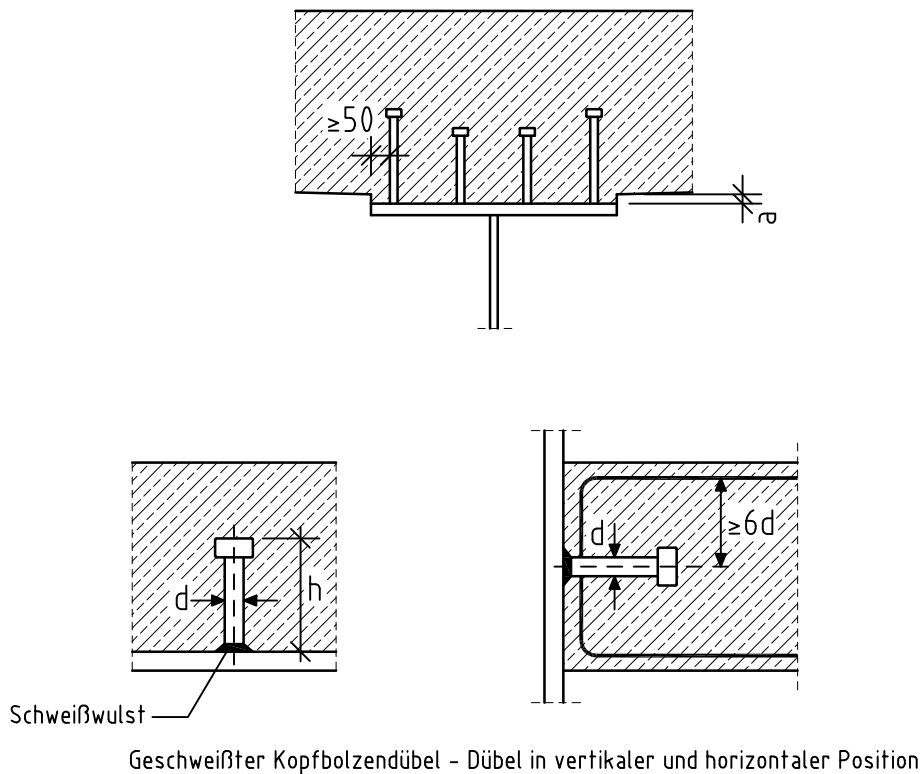 ≥50
a
d
h
d
≥6d
Schweißwulst
Geschweißter Kopfbolzendübel - Dübel in vertikaler und horizontaler Position